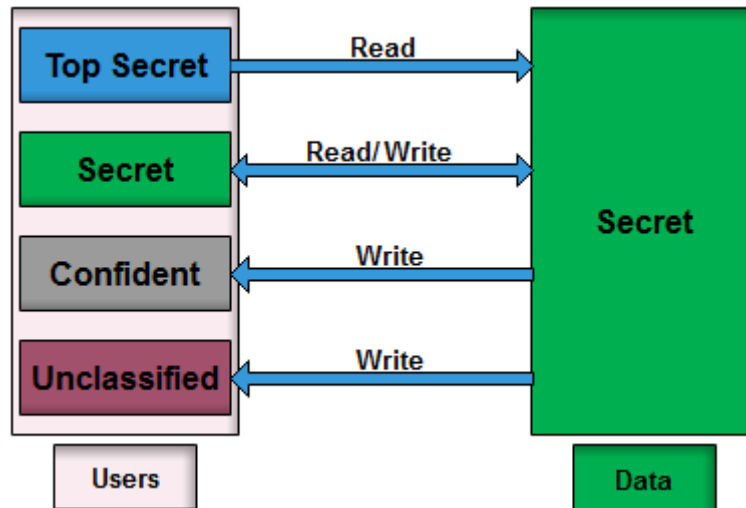 Top Secret
Read
Secret
Read/Write
Secret
Confident
Write
Unclassified
Write
Users
Data